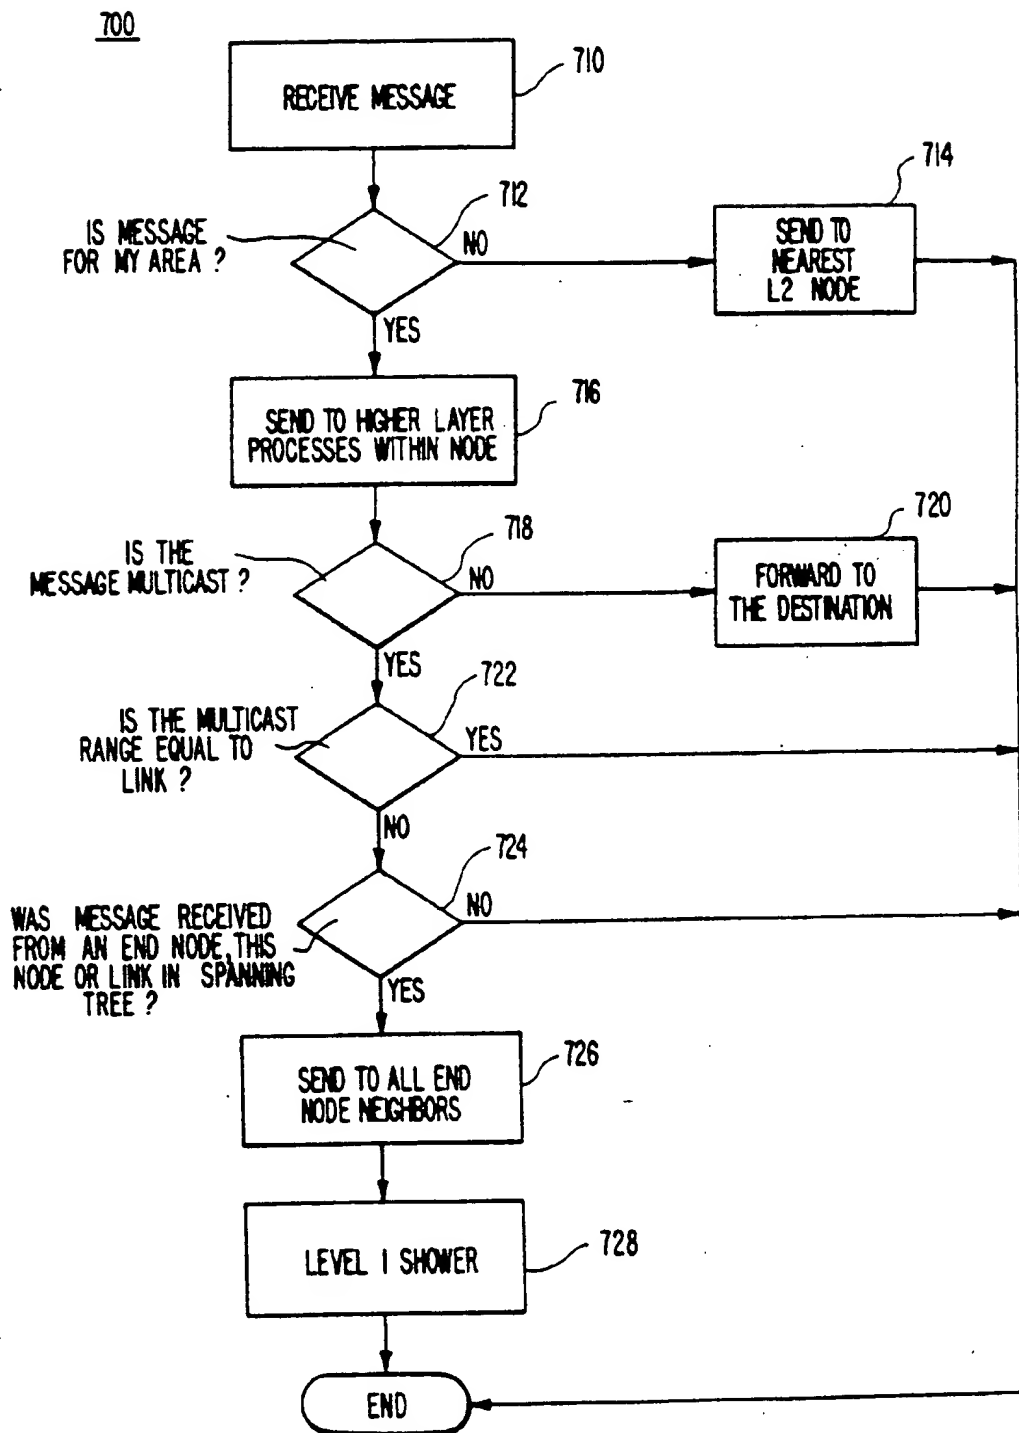 700
710
RECEIVE MESSAGE
712
714
IS MESSAGE
FOR MY AREA ?
NO
SEND TO
NEAREST
L2 NODE
YES
716
SEND TO HIGHER LAYER
PROCESSES WITHIN NODE
718
720
IS THE
MESSAGE MULTICAST ?
NO
FORWARD TO
THE DESTINATION
YES
722
IS THE MULTICAST
RANGE EQUAL TO
LINK ?
YES
NO
724
WAS MESSAGE RECEIVED
FROM AN END NODE, THIS
NODE OR LINK IN SPANNING
TREE ?
NO
YES
726
SEND TO ALL END
NODE NEIGHBORS
728
LEVEL 1 SHOWER
END